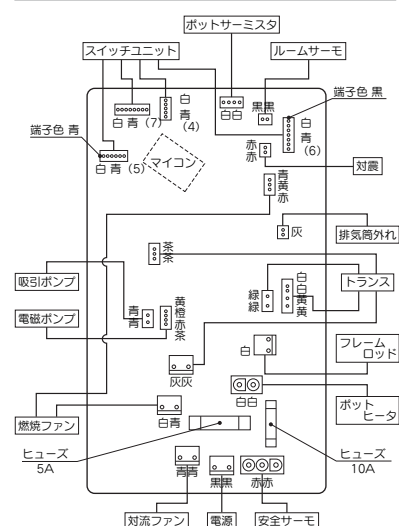 ポットサーミスタ
スイッチユニット
ルームサーモ
端子色 黒
白
青
(4)
白白
黒黒
白 青 (7)
白
青
(6)
端子色 青
赤
赤
対震
マイコン
白 青 (5)
青
黄
赤
灰
排気筒外れ
茶
茶
吸引ポンプ
トランス
白
白
黄
黄
緑
緑
電磁ポンプ
青
青
黄
橙
赤
茶
フレーム
ロッド
白
灰灰
白白
ポット
ヒータ
白青
燃焼ファン
ヒューズ
5A
ヒューズ
10A
青青
黒黒
赤赤
対流ファン
電源
安全サーモ